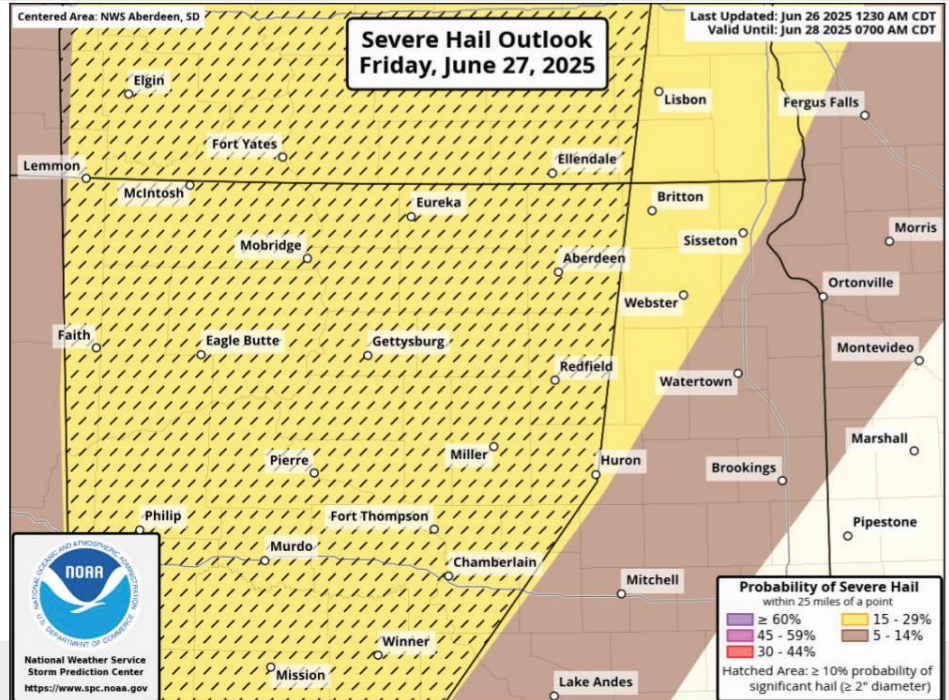 Centered Area: NWS Aberdeen, SD
Severe Hail Outlook
Friday, June 27, 2025
Last Updated: Jun 26 2025 1230 AM CDT
Valid Until: Jun 28 2025 0700 AM CDT
Elgin
Lisbon
Fergus Falls
Fort Yates
Ellendale
Lemmon
McIntosh
Britton
Eureka
Morris
Sisseton
Mobridge
Aberdeen
Ortonville
Webster
Faith
Eagle Butte
Gettysburg
Montevideo
Redfield
Watertown
Marshall
Miller
Huron
Pierre
Brookings
Philip
Fort Thompson
Pipestone
Murdo
Chamberlain
Mitchell
Winner
Mission
Lake Andes
NATIONAL OCEANIC AND ATMOSPHERIC ADMINISTRATION
NOAA
U.S. DEPARTMENT OF COMMERCE
National Weather Service
Storm Prediction Center
https://www.spc.noaa.gov
Probability of Severe Hail
within 25 miles of a point
≥ 60%
15 - 29%
45 - 59%
5 - 14%
30 - 44%
Hatched Area: ≥ 10% probability of
significant hail (≥ 2" diameter)